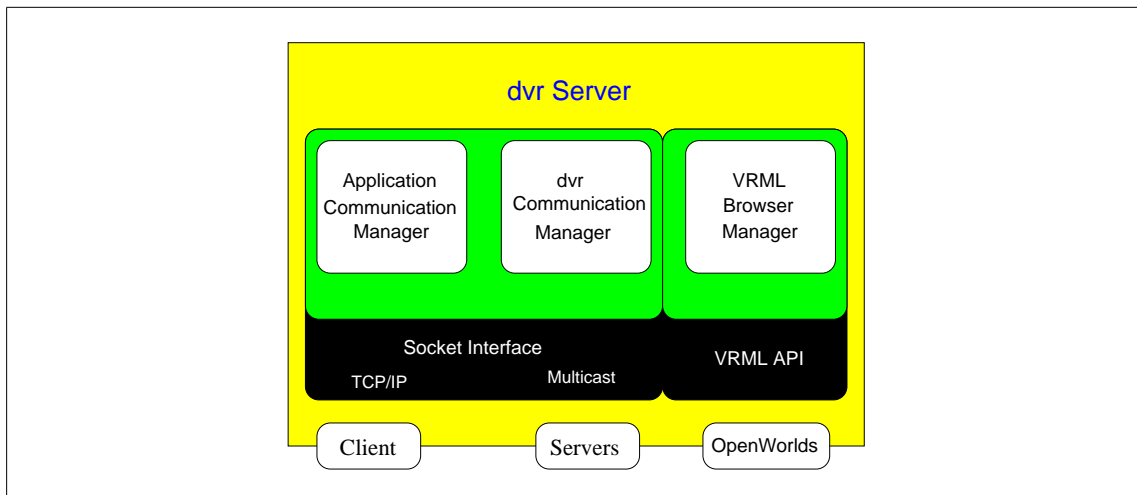 dvr Server
Application
Communication
Manager
dvr
Communication
Manager
VRML
Browser
Manager
Socket Interface
TCP/IP
Multicast
VRML API
Client
Servers
OpenWorlds